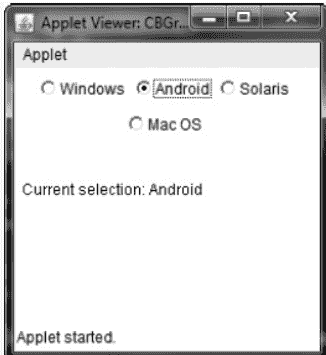 Applet Viewer: CBGr...
Applet
Windows Android Solaris
Mac OS
Current selection: Android
Applet started.